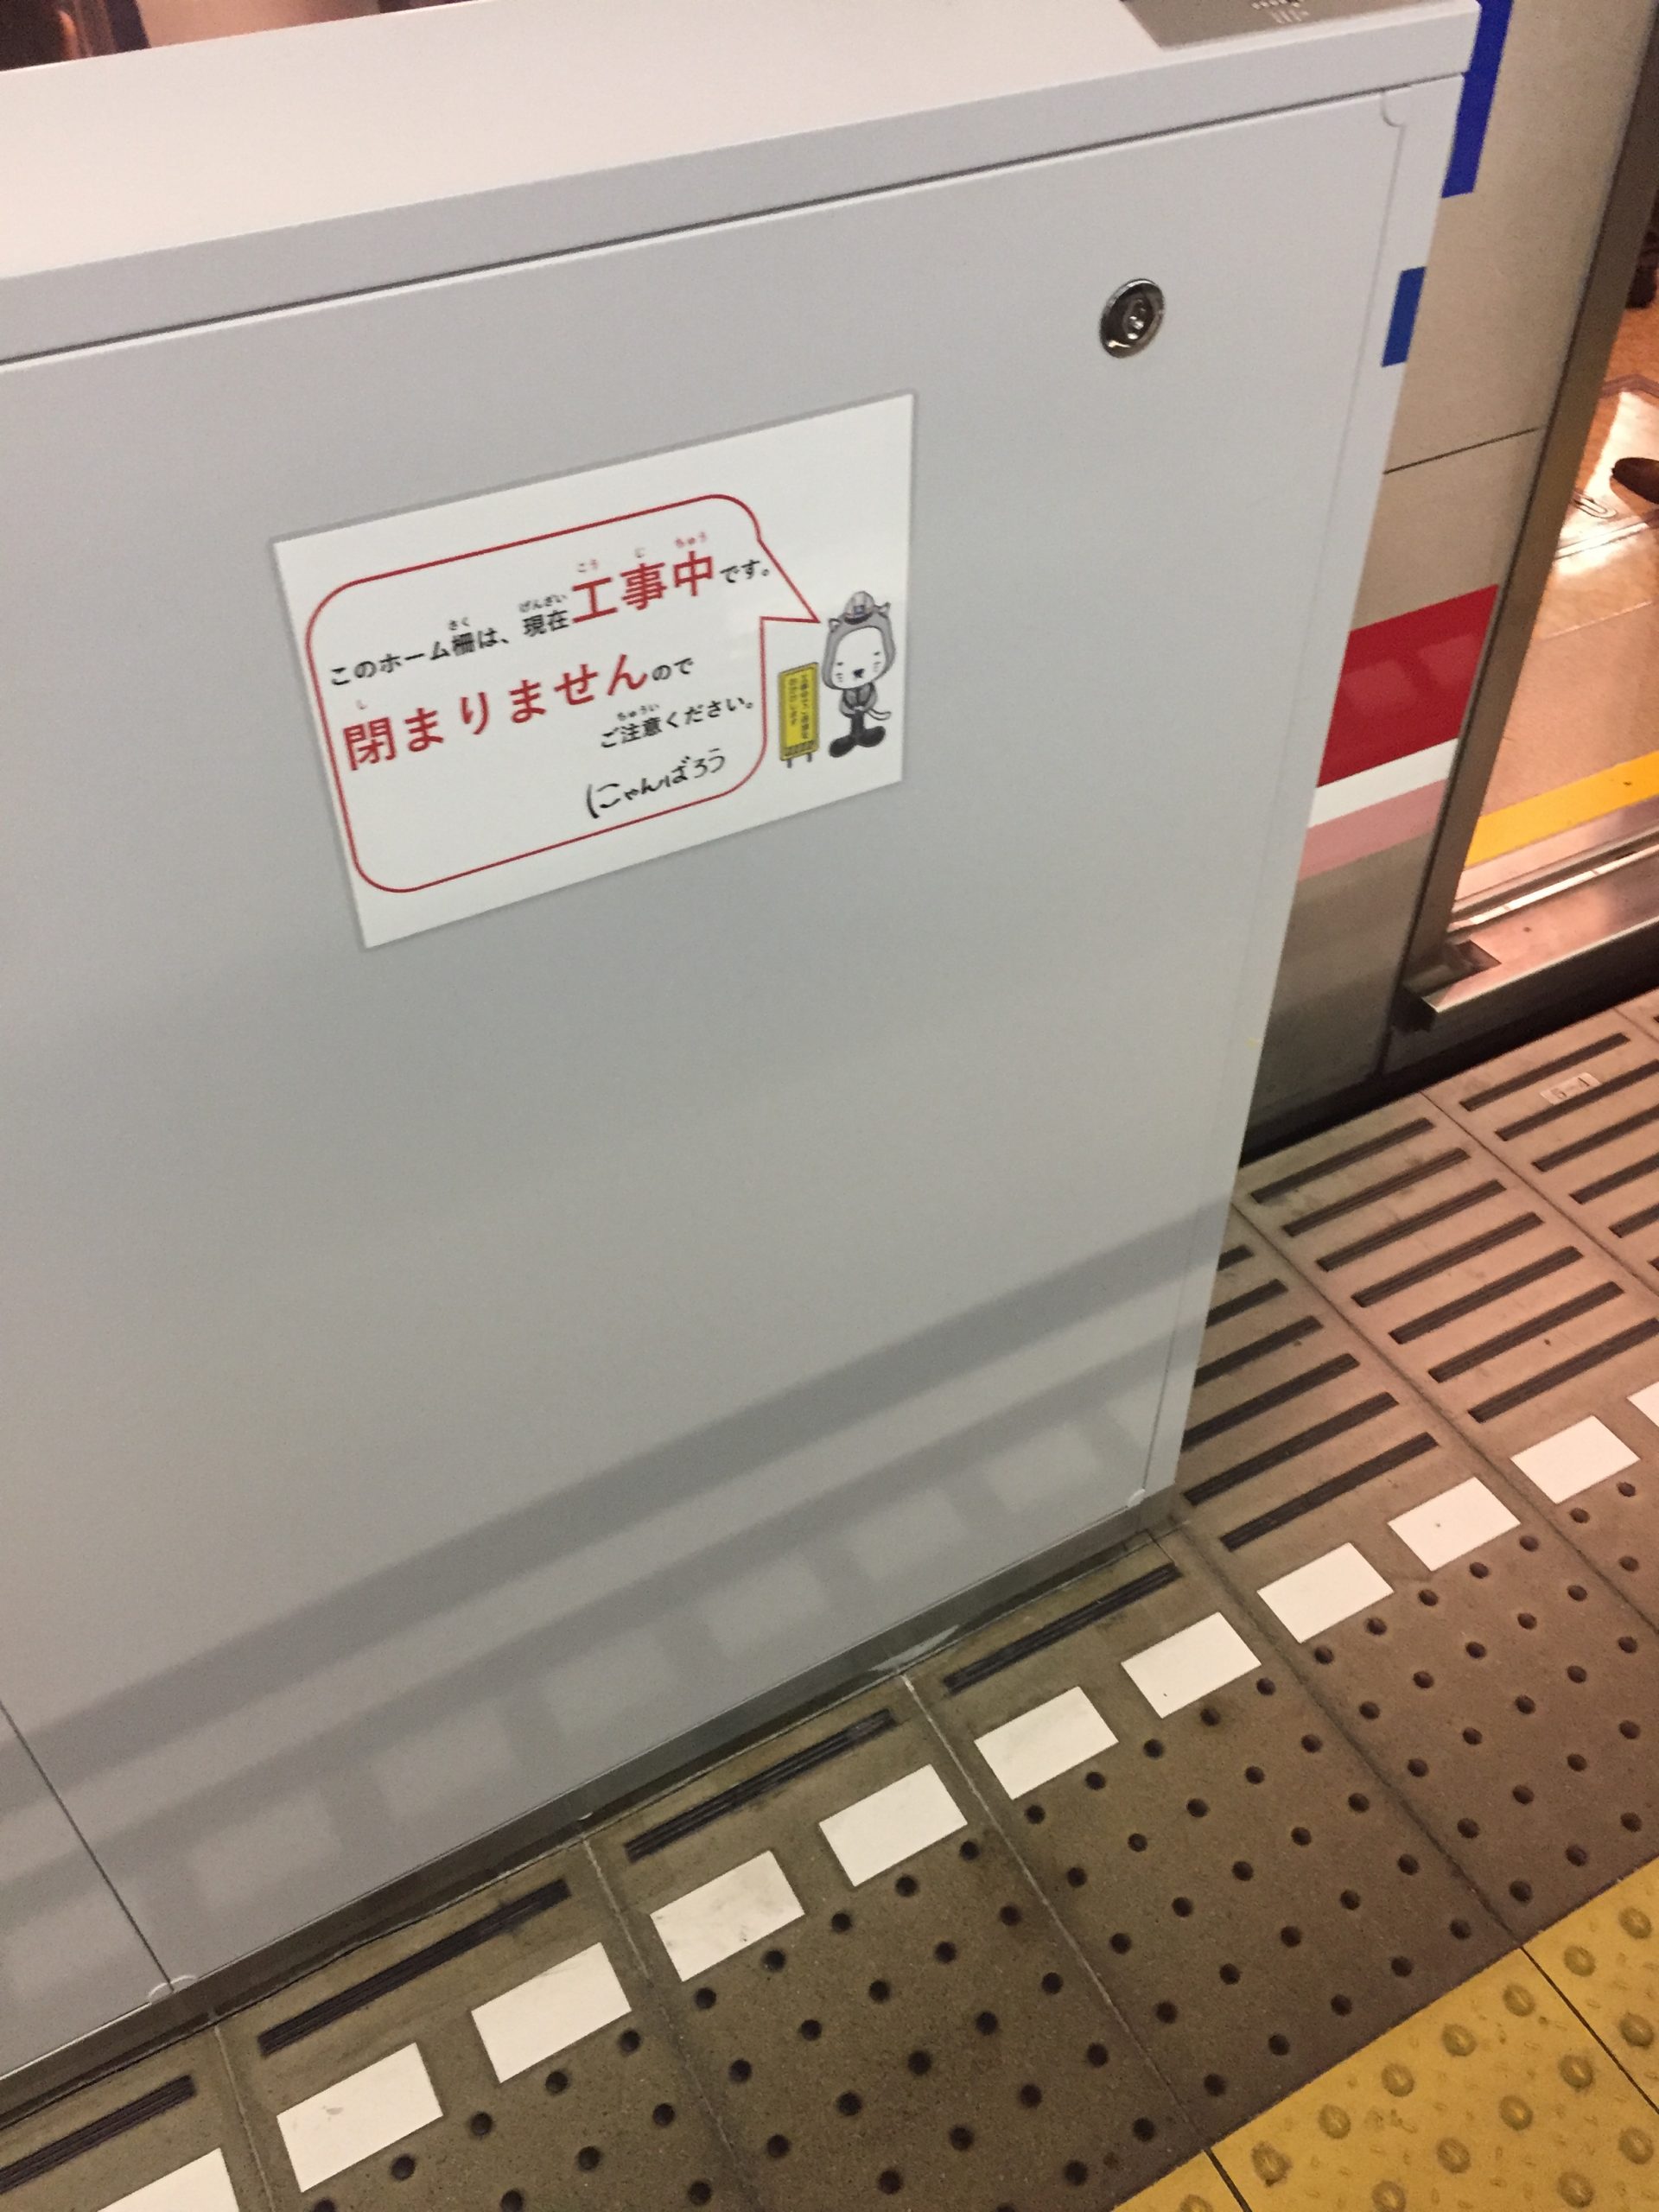 このホーム柵は、現在工事中です。
閉まりませんので
ご注意ください。
にゃんばろう